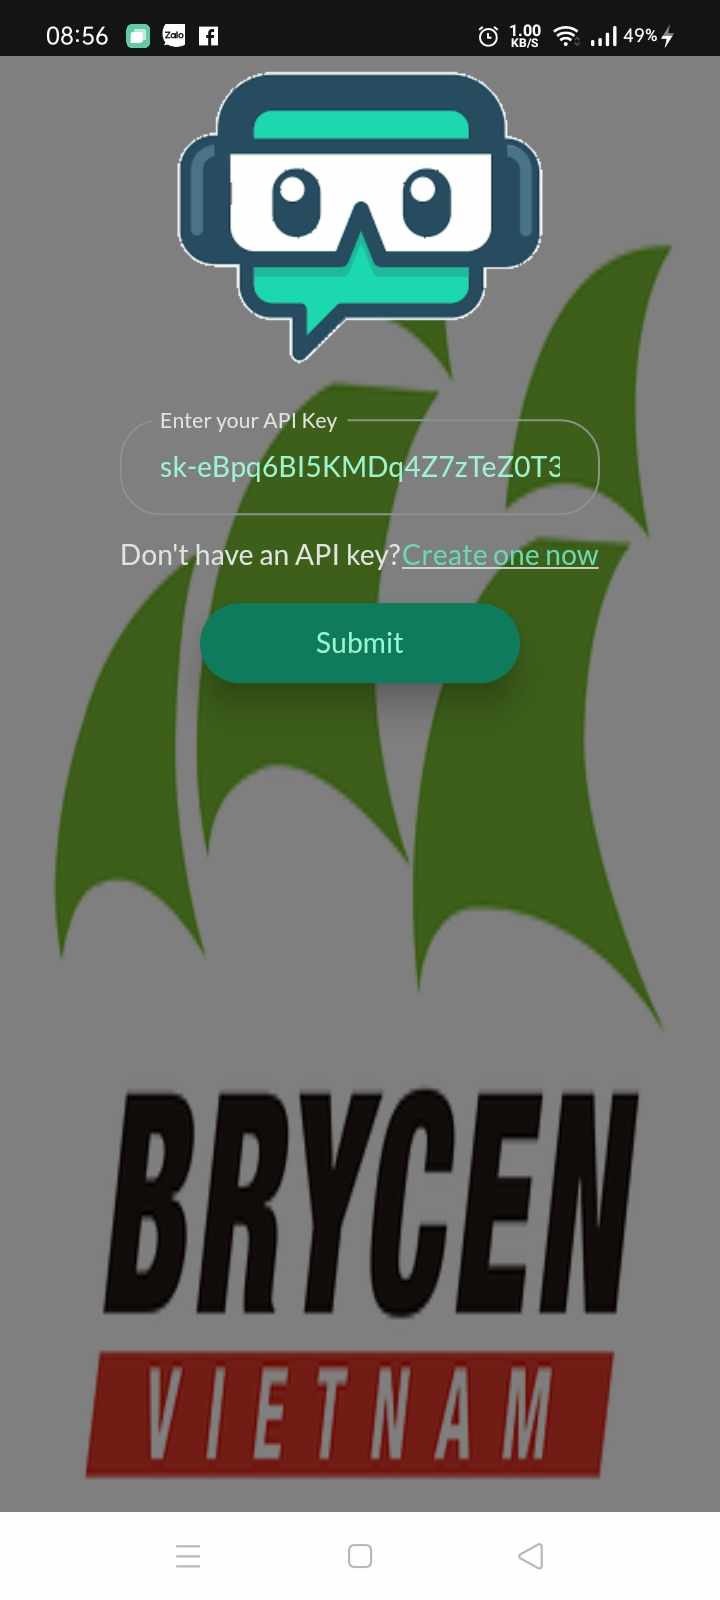 08:56
Zalo
1.00
KB/S
49%
Enter your API Key
sk-eBpq6BI5KMDq4Z7zTeZ0T3
Don't have an API key?Create one now
Submit
BRYCEN
VIETNAM